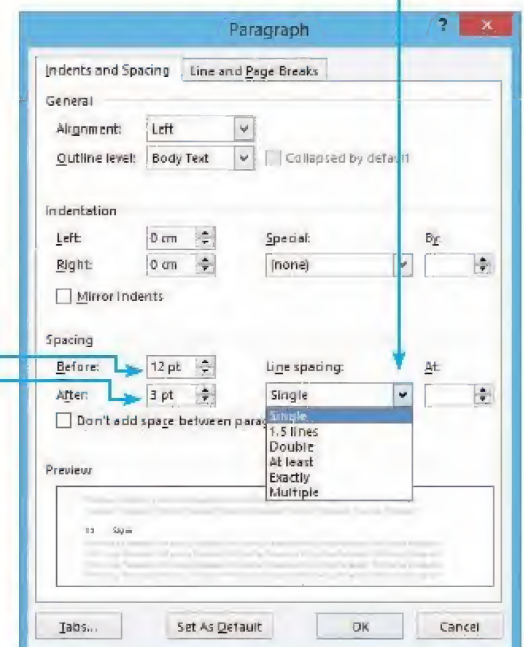 Paragraph ? x
Indents and Spacing Line and Page Breaks
General
Alignment: Left
Outline level: Body Text Collapsed by default
Indentation
Left: 0 cm Special: By:
Right: 0 cm (none)
Mirror Indents
Spacing
Before: 12 pt Line spacing: At:
After: 3 pt Single
Don't add space between Single
1.5 lines
Double
At least
Exactly
Multiple
Preview
Tabs... Set As Default OK Cancel